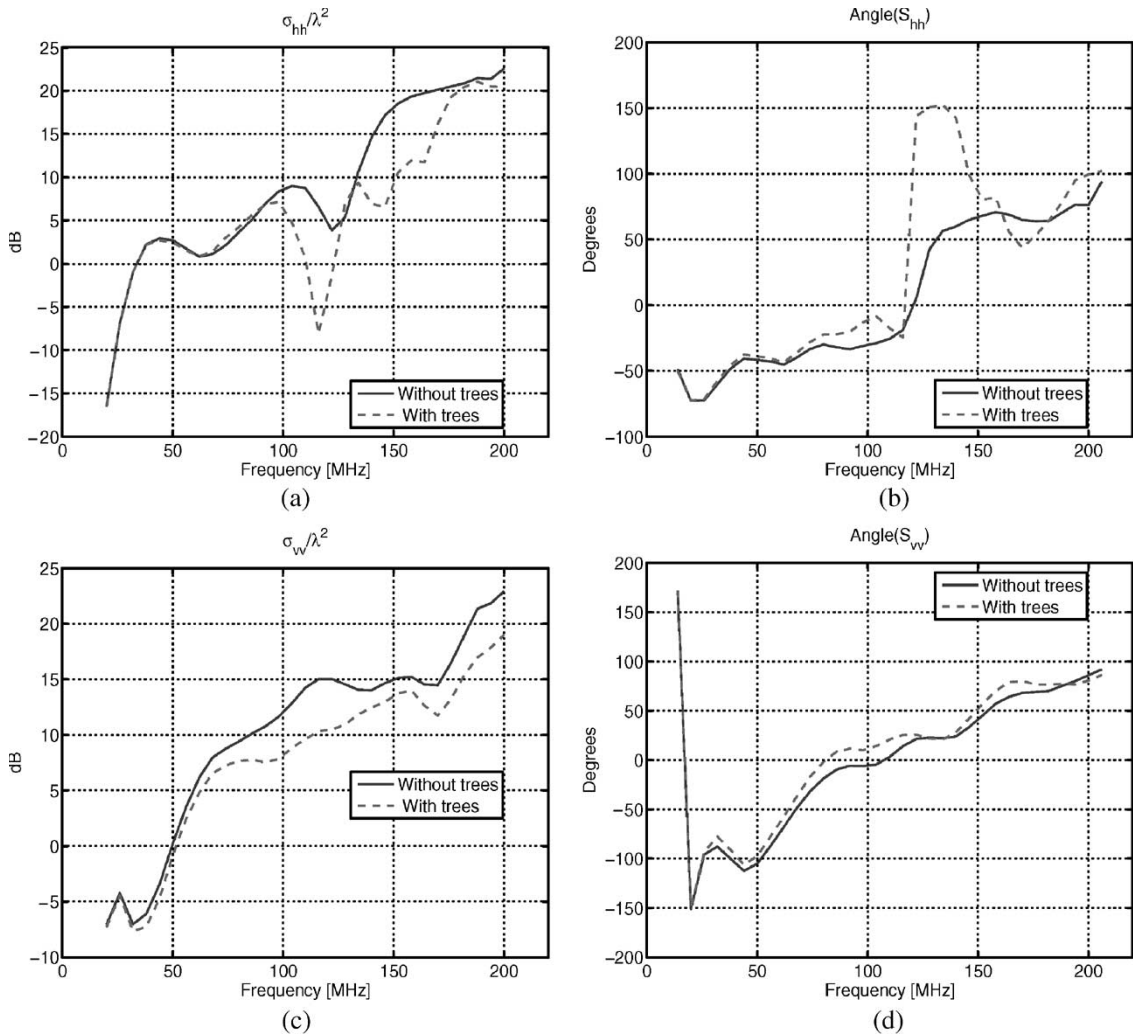 σhh/λ²
25
20
15
10
5
0
−5
−10
−15
−20
dB
Without trees
With trees
0 50 100 150 200
Frequency [MHz]
(a)
Angle(Shh)
200
150
100
50
0
−50
−100
Degrees
Without trees
With trees
0 50 100 150 200
Frequency [MHz]
(b)
σvv/λ²
25
20
15
10
5
0
−5
−10
dB
Without trees
With trees
0 50 100 150 200
Frequency [MHz]
(c)
Angle(Svv)
200
150
100
50
0
−50
−100
−150
−200
Degrees
Without trees
With trees
0 50 100 150 200
Frequency [MHz]
(d)